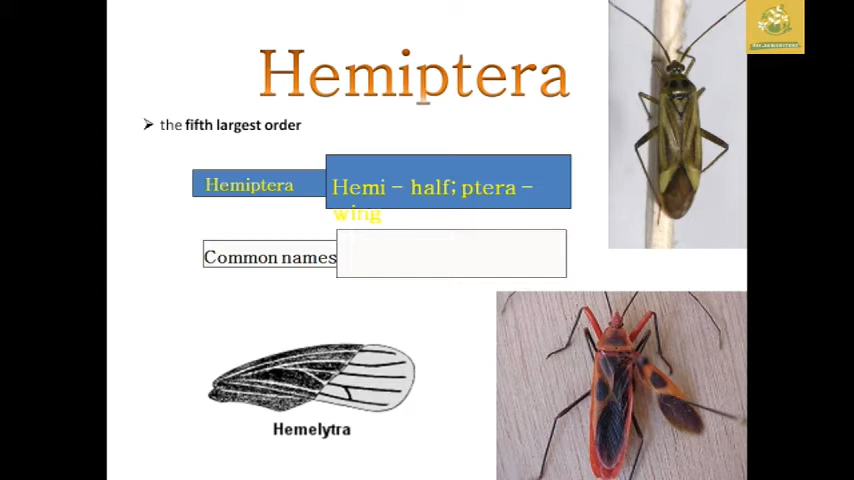 Hemiptera
➢ the fifth largest order
Hemiptera
Hemi – half; ptera –
wing
Common names
Hemelytra